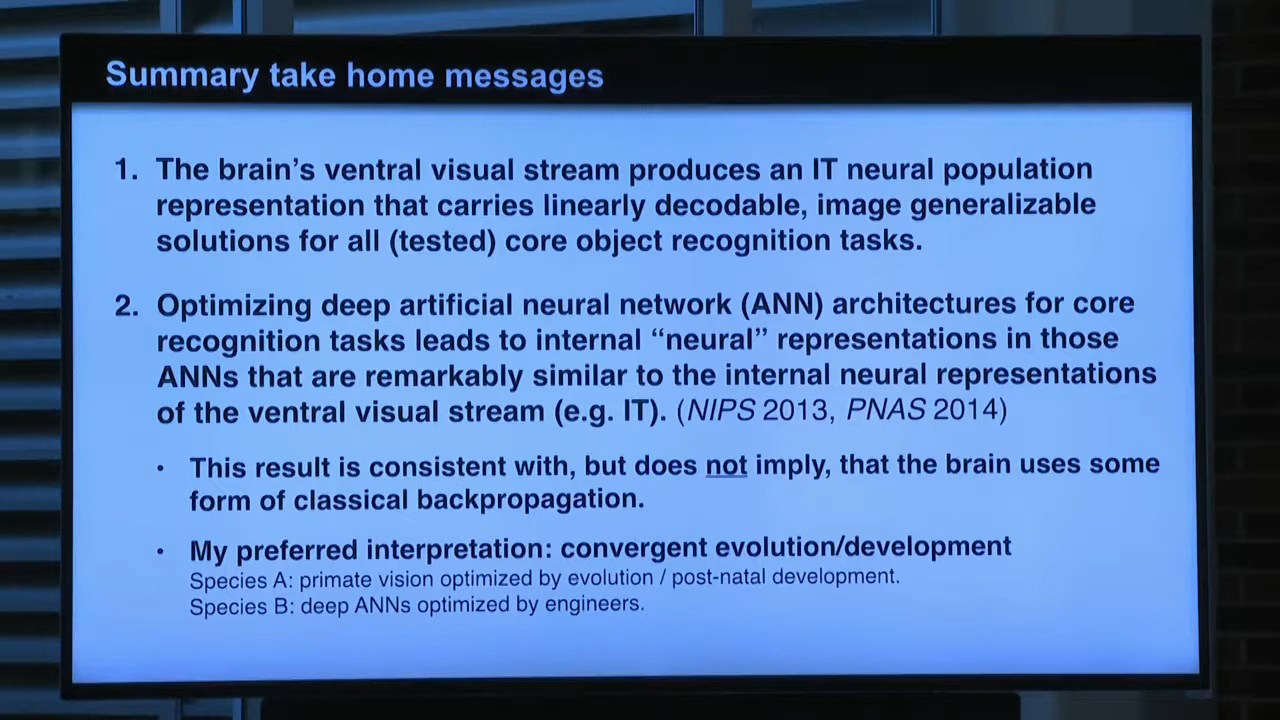 Summary take home messages
1. The brain's ventral visual stream produces an IT neural population
representation that carries linearly decodable, image generalizable
solutions for all (tested) core object recognition tasks.
2. Optimizing deep artificial neural network (ANN) architectures for core
recognition tasks leads to internal “neural” representations in those
ANNs that are remarkably similar to the internal neural representations
of the ventral visual stream (e.g. IT). (NIPS 2013, PNAS 2014)
• This result is consistent with, but does not imply, that the brain uses some
form of classical backpropagation.
• My preferred interpretation: convergent evolution/development
Species A: primate vision optimized by evolution / post-natal development.
Species B: deep ANNs optimized by engineers.